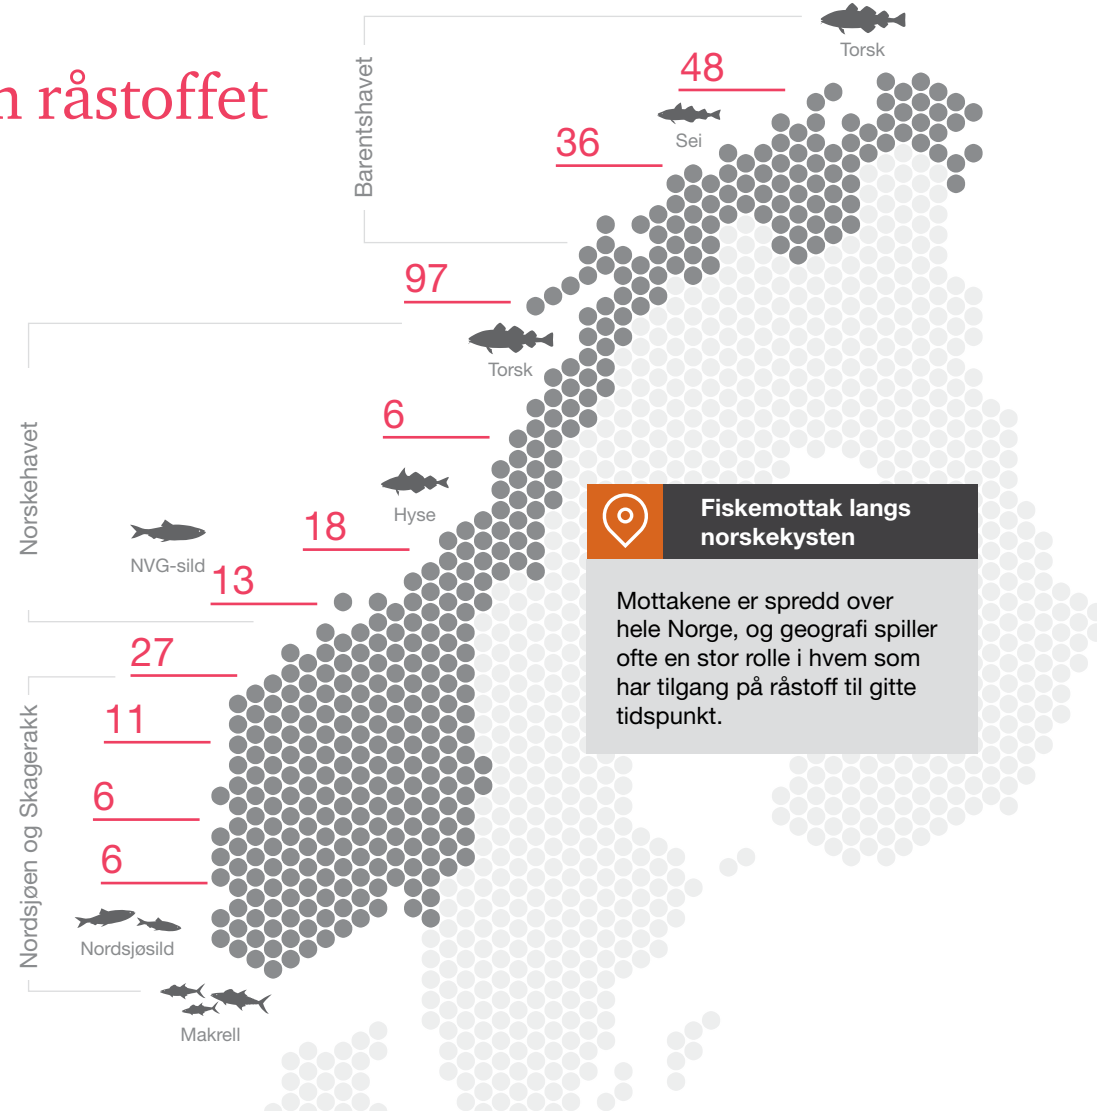 n råstoffet
Barentshavet
Torsk
48
Sei
36
97
Torsk
Norskehavet
6
Hyse
18
NVG-sild
13
27
Nordsjøen og Skagerakk
11
6
6
Nordsjøsild
Makrell
Fiskemottak langs
norskekysten
Mottakene er spredd over
hele Norge, og geografi spiller
ofte en stor rolle i hvem som
har tilgang på råstoff til gitte
tidspunkt.